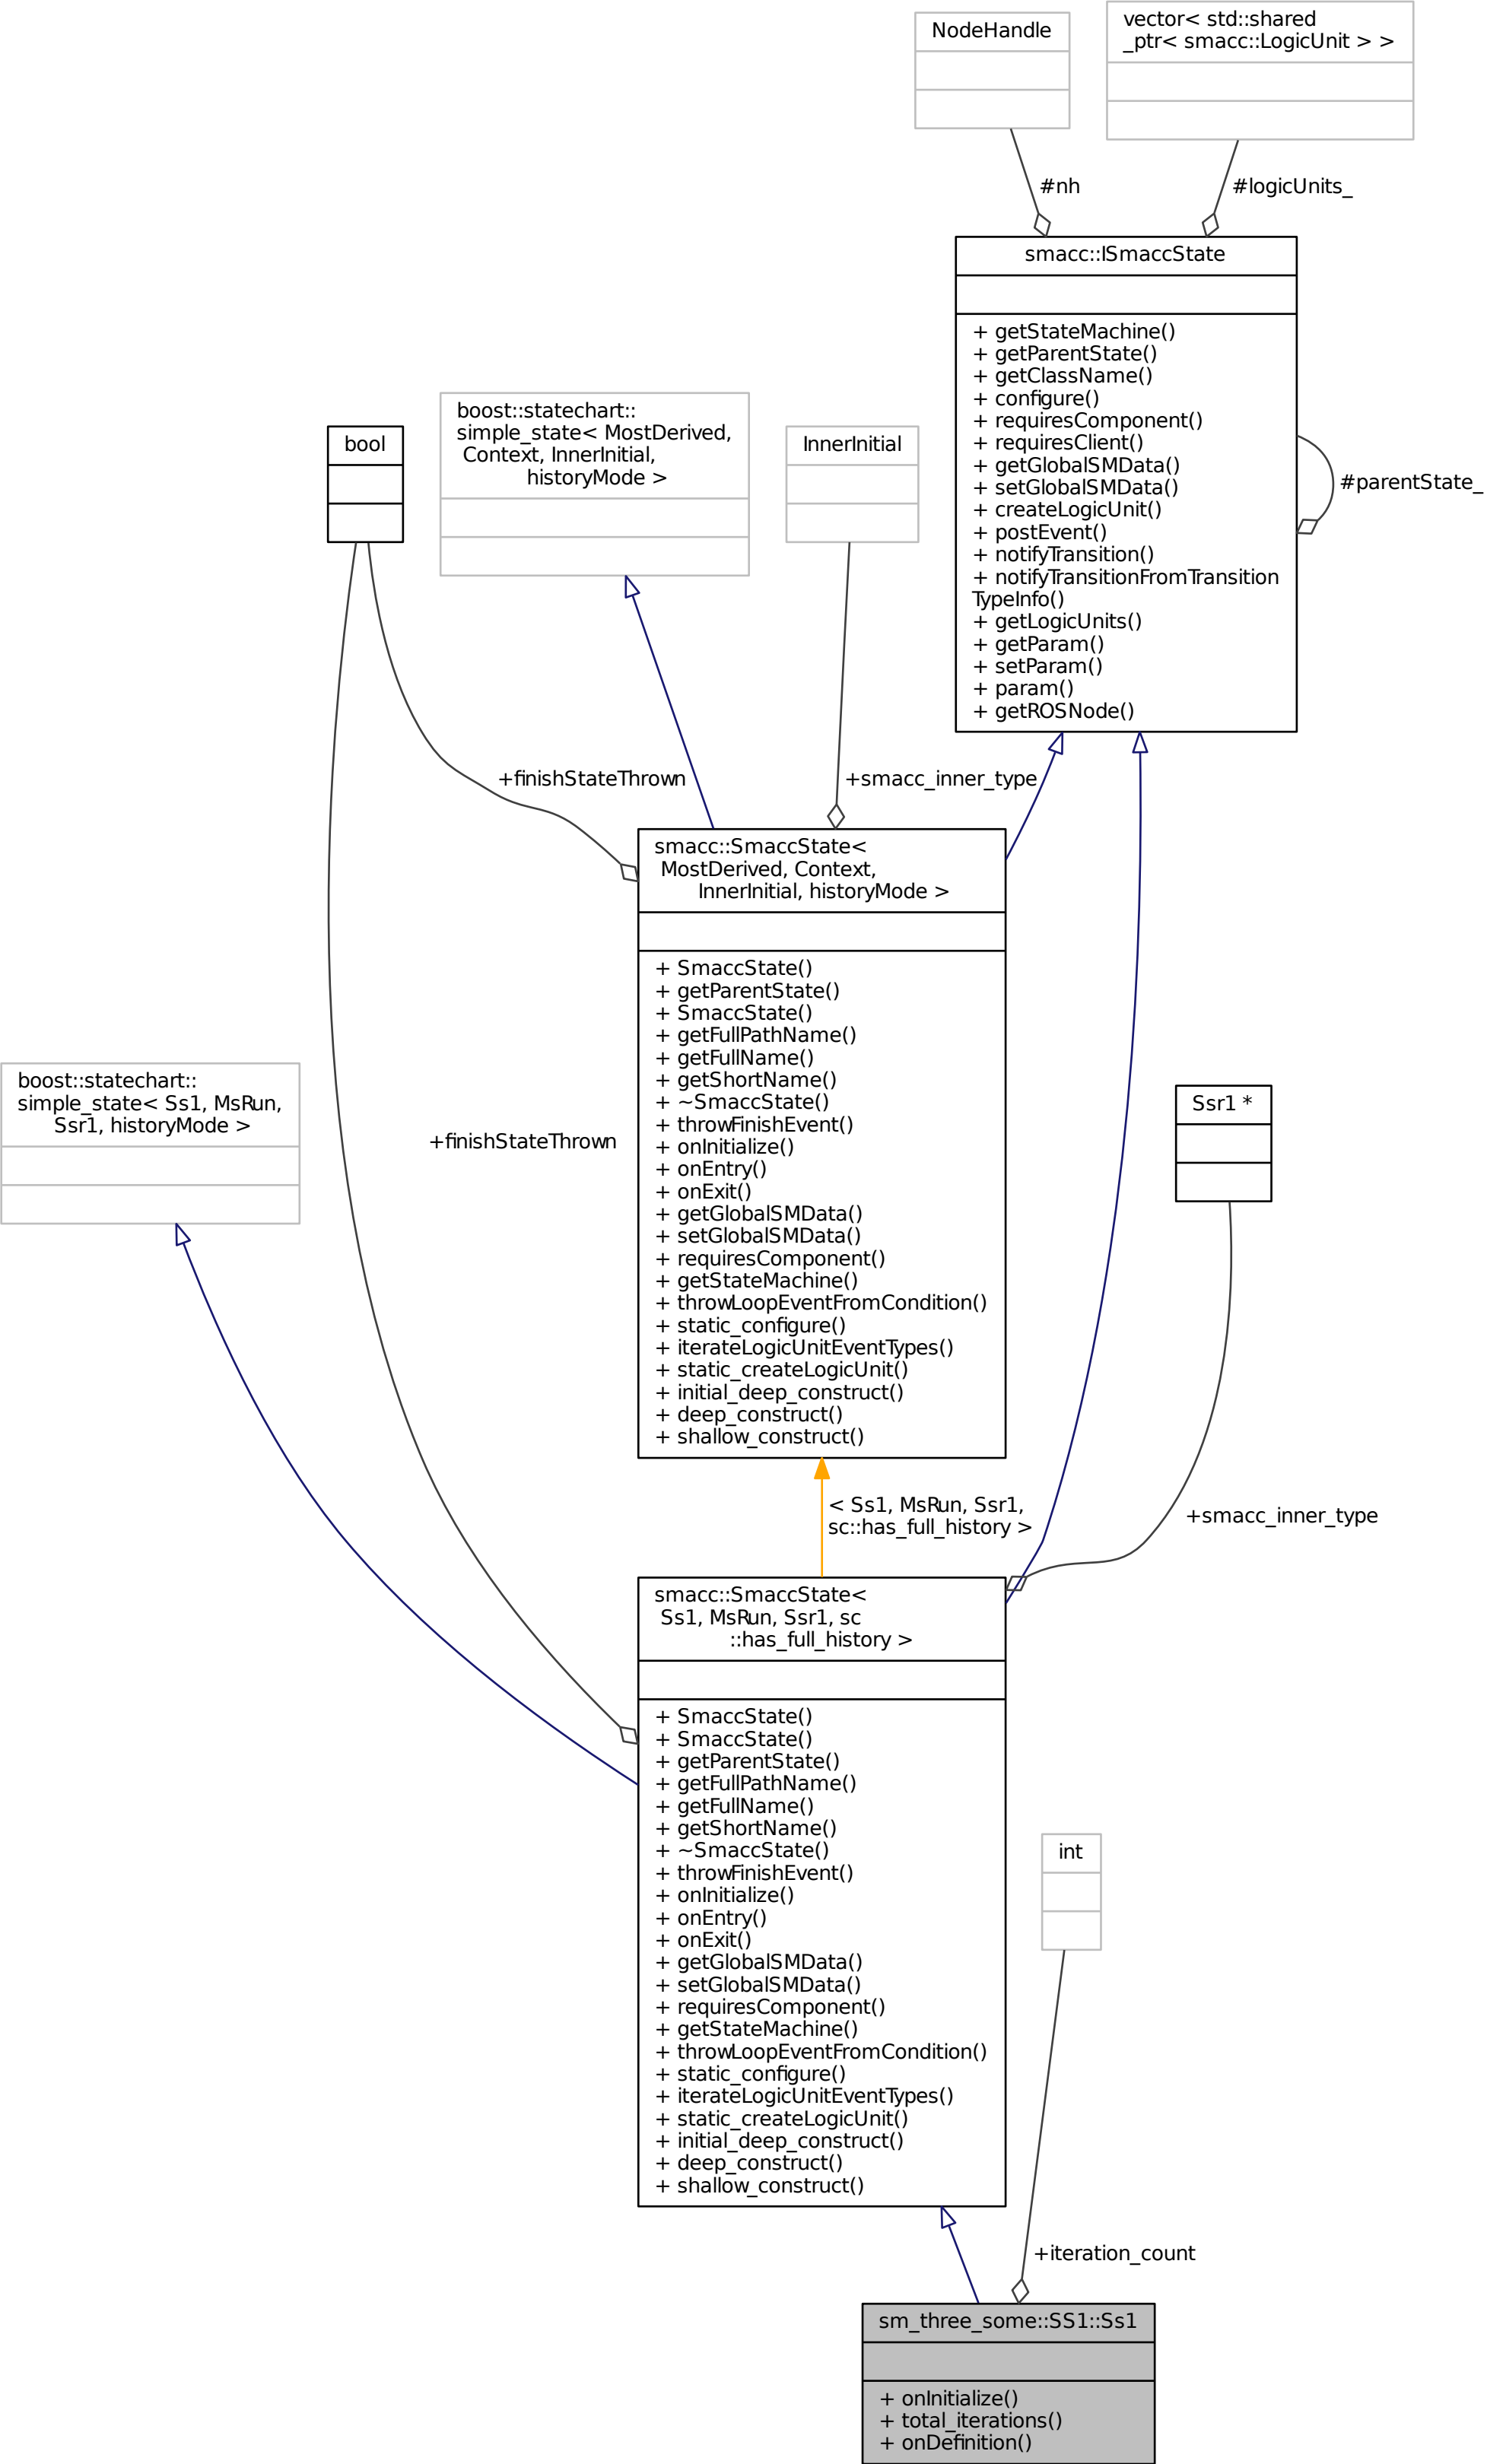 NodeHandle
vector< std::shared
_ptr< smacc::LogicUnit > >
#nh
#logicUnits_
smacc::ISmaccState
+ getStateMachine()
+ getParentState()
+ getClassName()
+ configure()
+ requiresComponent()
+ requiresClient()
+ getGlobalSMData()
+ setGlobalSMData()
+ createLogicUnit()
+ postEvent()
+ notifyTransition()
+ notifyTransitionFromTransition
TypeInfo()
+ getLogicUnits()
+ getParam()
+ setParam()
+ param()
+ getROSNode()
#parentState_
bool
boost::statechart::
simple_state< MostDerived,
Context, InnerInitial,
historyMode >
InnerInitial
+finishStateThrown
+smacc_inner_type
smacc::SmaccState<
MostDerived, Context,
InnerInitial, historyMode >
+ SmaccState()
+ getParentState()
+ SmaccState()
+ getFullPathName()
+ getFullName()
+ getShortName()
+ ~SmaccState()
+ throwFinishEvent()
+ onInitialize()
+ onEntry()
+ onExit()
+ getGlobalSMData()
+ setGlobalSMData()
+ requiresComponent()
+ getStateMachine()
+ throwLoopEventFromCondition()
+ static_configure()
+ iterateLogicUnitEventTypes()
+ static_createLogicUnit()
+ initial_deep_construct()
+ deep_construct()
+ shallow_construct()
boost::statechart::
simple_state< Ss1, MsRun,
Ssr1, historyMode >
+finishStateThrown
Ssr1 *
< Ss1, MsRun, Ssr1,
sc::has_full_history >
+smacc_inner_type
smacc::SmaccState<
Ss1, MsRun, Ssr1, sc
::has_full_history >
+ SmaccState()
+ SmaccState()
+ getParentState()
+ getFullPathName()
+ getFullName()
+ getShortName()
+ ~SmaccState()
+ throwFinishEvent()
+ onInitialize()
+ onEntry()
+ onExit()
+ getGlobalSMData()
+ setGlobalSMData()
+ requiresComponent()
+ getStateMachine()
+ throwLoopEventFromCondition()
+ static_configure()
+ iterateLogicUnitEventTypes()
+ static_createLogicUnit()
+ initial_deep_construct()
+ deep_construct()
+ shallow_construct()
int
+iteration_count
sm_three_some::SS1::Ss1
+ onInitialize()
+ total_iterations()
+ onDefinition()